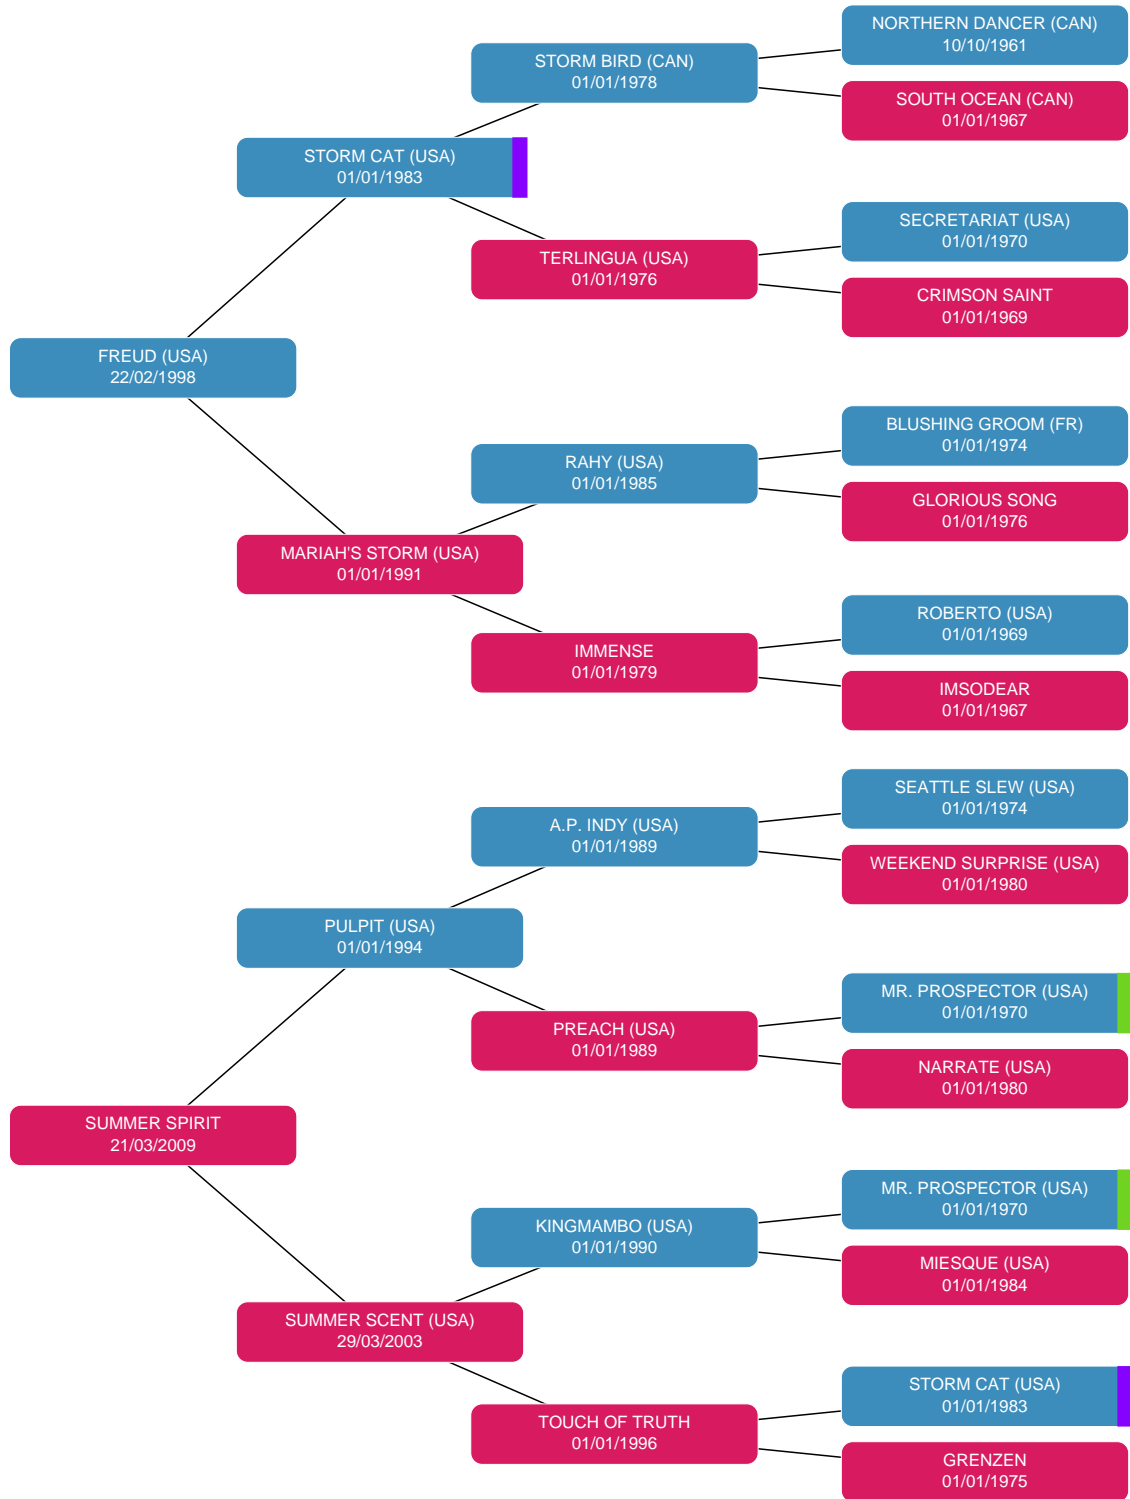 NORTHERN DANCER (CAN)
10/10/1961
STORM BIRD (CAN)
01/01/1978
SOUTH OCEAN (CAN)
01/01/1967
STORM CAT (USA)
01/01/1983
SECRETARIAT (USA)
01/01/1970
TERLINGUA (USA)
01/01/1976
CRIMSON SAINT
01/01/1969
FREUD (USA)
22/02/1998
BLUSHING GROOM (FR)
01/01/1974
RAHY (USA)
01/01/1985
GLORIOUS SONG
01/01/1976
MARIAH'S STORM (USA)
01/01/1991
ROBERTO (USA)
01/01/1969
IMMENSE
01/01/1979
IMSODEAR
01/01/1967
SEATTLE SLEW (USA)
01/01/1974
A.P. INDY (USA)
01/01/1989
WEEKEND SURPRISE (USA)
01/01/1980
PULPIT (USA)
01/01/1994
MR. PROSPECTOR (USA)
01/01/1970
PREACH (USA)
01/01/1989
NARRATE (USA)
01/01/1980
SUMMER SPIRIT
21/03/2009
MR. PROSPECTOR (USA)
01/01/1970
KINGMAMBO (USA)
01/01/1990
MIESQUE (USA)
01/01/1984
SUMMER SCENT (USA)
29/03/2003
STORM CAT (USA)
01/01/1983
TOUCH OF TRUTH
01/01/1996
GRENZEN
01/01/1975